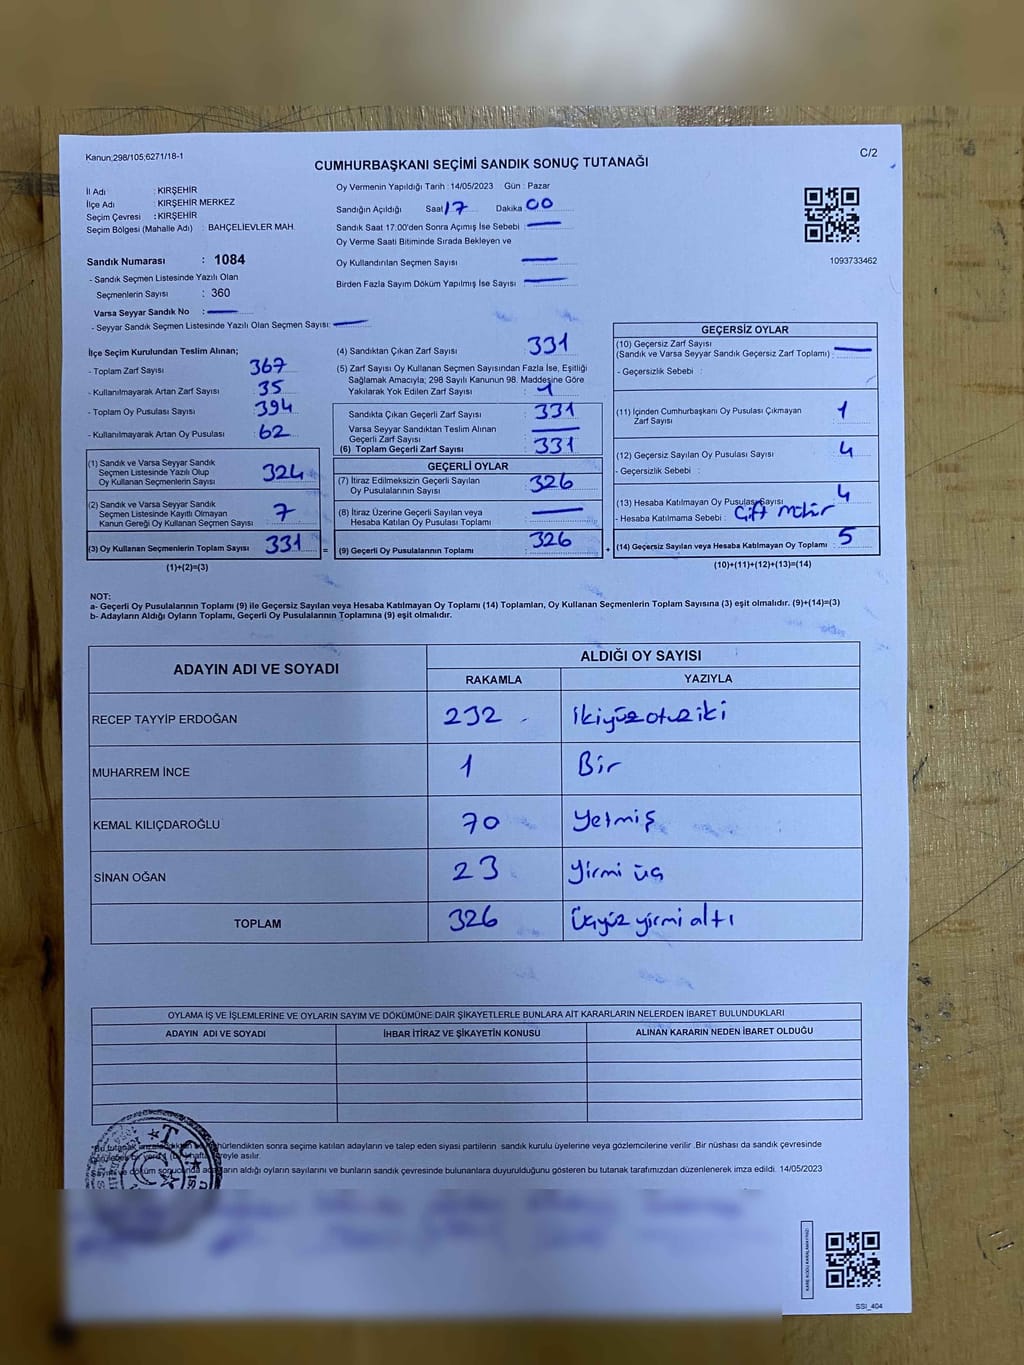 Kanun;298/105;6271/18-1
C/2
CUMHURBAŞKANI SEÇİMİ SANDIK SONUÇ TUTANAĞI
İl Adı : KIRŞEHİR
İlçe Adı : KIRŞEHİR MERKEZ
Seçim Çevresi : KIRŞEHİR
Seçim Bölgesi (Mahalle Adı) : BAHÇELİEVLER MAH.
Oy Vermenin Yapıldığı Tarih : 14/05/2023 Gün : Pazar
Sandığın Açıldığı Saat 17 Dakika 00
Sandık Saat 17.00'den Sonra Açımış İse Sebebi : —
Oy Verme Saati Bitiminde Sırada Bekleyen ve
Oy Kullandırılan Seçmen Sayısı —
Birden Fazla Sayım Döküm Yapılmış İse Sayısı : —
1093733462
Sandık Numarası : 1084
- Sandık Seçmen Listesinde Yazılı Olan
Seçmenlerin Sayısı : 360
Varsa Seyyar Sandık No : —
- Seyyar Sandık Seçmen Listesinde Yazılı Olan Seçmen Sayısı: —
İlçe Seçim Kurulundan Teslim Alınan;
- Toplam Zarf Sayısı 367
- Kullanılmayarak Artan Zarf Sayısı 35
- Toplam Oy Pusulası Sayısı 394
- Kullanılmayarak Artan Oy Pusulası 62
(1) Sandık ve Varsa Seyyar Sandık
Seçmen Listesinde Yazılı Olup
Oy Kullanan Seçmenlerin Sayısı 324
(2) Sandık ve Varsa Seyyar Sandık
Seçmen Listesinde Kayıtlı Olmayan
Kanun Gereği Oy Kullanan Seçmen Sayısı 7
(3) Oy Kullanan Seçmenlerin Toplam Sayısı 331
=
(1)+(2)=(3)
(4) Sandıktan Çıkan Zarf Sayısı 331
(5) Zarf Sayısı Oy Kullanan Seçmen Sayısından Fazla İse, Eşitliği
Sağlamak Amacıyla; 298 Sayılı Kanunun 98. Maddesine Göre
Yakılarak Yok Edilen Zarf Sayısı :
Sandıkta Çıkan Geçerli Zarf Sayısı 331
Varsa Seyyar Sandıktan Teslim Alınan
Geçerli Zarf Sayısı —
(6) Toplam Geçerli Zarf Sayısı 331
GEÇERLİ OYLAR
(7) İtiraz Edilmeksizin Geçerli Sayılan
Oy Pusulalarının Sayısı 326
(8) İtiraz Üzerine Geçerli Sayılan veya
Hesaba Katılan Oy Pusulası Toplamı —
(9) Geçerli Oy Pusulalarının Toplamı 326
+
GEÇERSİZ OYLAR
(10) Geçersiz Zarf Sayısı
(Sandık ve Varsa Seyyar Sandık Geçersiz Zarf Toplamı) : —
- Geçersizlik Sebebi :
(11) İçinden Cumhurbaşkanı Oy Pusulası Çıkmayan
Zarf Sayısı 1
(12) Geçersiz Sayılan Oy Pusulası Sayısı 4
- Geçersizlik Sebebi :
(13) Hesaba Katılmayan Oy Pusulası Sayısı 4
- Hesaba Katılmama Sebebi : Çift mühür
(14) Geçersiz Sayılan veya Hesaba Katılmayan Oy Toplamı 5
(10)+(11)+(12)+(13)=(14)
NOT:
a- Geçerli Oy Pusulalarının Toplamı (9) ile Geçersiz Sayılan veya Hesaba Katılmayan Oy Toplamı (14) Toplamları, Oy Kullanan Seçmenlerin Toplam Sayısına (3) eşit olmalıdır. (9)+(14)=(3)
b- Adayların Aldığı Oyların Toplamı, Geçerli Oy Pusulalarının Toplamına (9) eşit olmalıdır.
ADAYIN ADI VE SOYADI
ALDIĞI OY SAYISI
RAKAMLA YAZIYLA
RECEP TAYYİP ERDOĞAN 232 ikiyüzotuziki
MUHARREM İNCE 1 Bir
KEMAL KILIÇDAROĞLU 70 Yetmiş
SİNAN OĞAN 23 Yirmi üç
TOPLAM 326 Üçyüz yirmi altı
OYLAMA İŞ VE İŞLEMLERİNE VE OYLARIN SAYIM VE DÖKÜMÜNE DAİR ŞİKAYETLERLE BUNLARA AİT KARARLARIN NELERDEN İBARET BULUNDUKLARI
ADAYIN ADI VE SOYADI İHBAR İTİRAZ VE ŞİKAYETİN KONUSU ALINAN KARARIN NEDEN İBARET OLDUĞU
"Bu tutanak hürlendikten sonra seçime katılan adayların ve talep eden siyasi partilerin sandık kurulu üyelerine veya gözlemcilerine verilir .Bir nüshası da sandık çevresinde
reyle asılır.
Sayım ve döküm sonucunda adayların aldığı oyların sayılarını ve bunların sandık çevresinde bulunanlara duyurulduğunu gösteren bu tutanak tarafımızdan düzenlenerek imza edildi. 14/05/2023
T.C.
SSİ_404